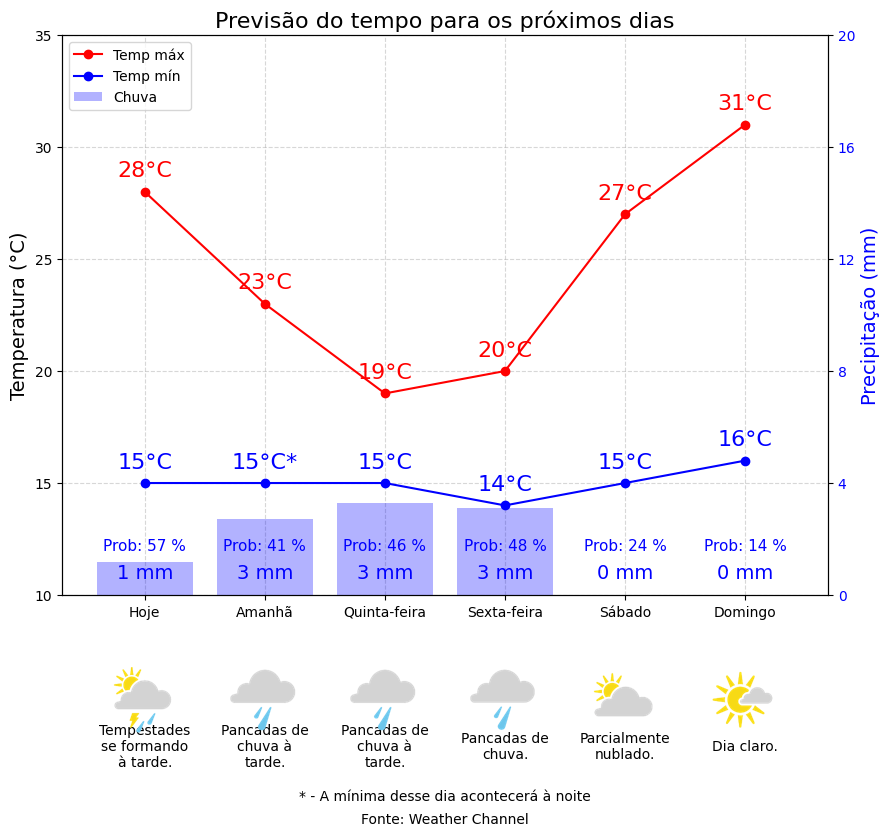 Previsão do tempo para os próximos dias
35
30
25
20
15
10
Temperatura (°C)
20
16
12
8
4
0
Precipitação (mm)
Temp máx
Temp mín
Chuva
28°C
23°C
19°C
20°C
27°C
31°C
15°C
15°C*
15°C
14°C
15°C
16°C
Prob: 57 %
Prob: 41 %
Prob: 46 %
Prob: 48 %
Prob: 24 %
Prob: 14 %
1 mm
3 mm
3 mm
3 mm
0 mm
0 mm
Hoje
Amanhã
Quinta-feira
Sexta-feira
Sábado
Domingo
Tempestades
se formando
à tarde.
Pancadas de
chuva à
tarde.
Pancadas de
chuva à
tarde.
Pancadas de
chuva.
Parcialmente
nublado.
Dia claro.
* - A mínima desse dia acontecerá à noite
Fonte: Weather Channel